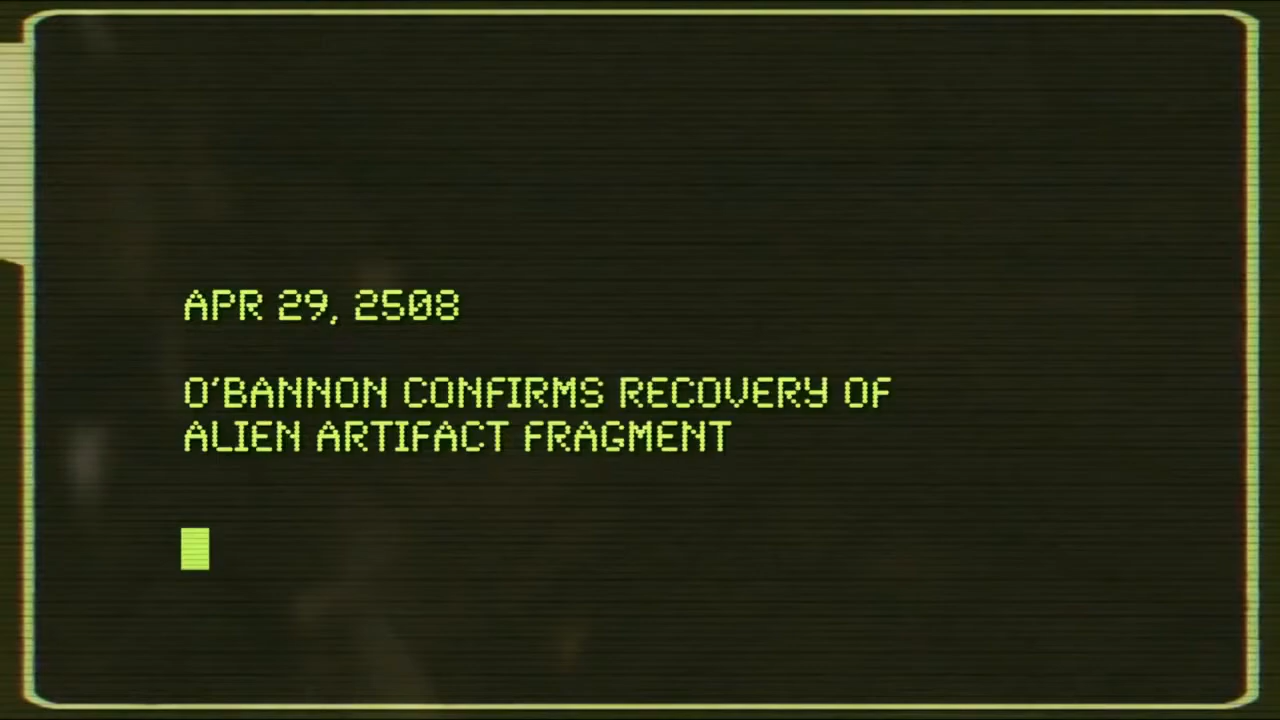 APR 29, 2508
O'BANNON CONFIRMS RECOVERY OF
ALIEN ARTIFACT FRAGMENT